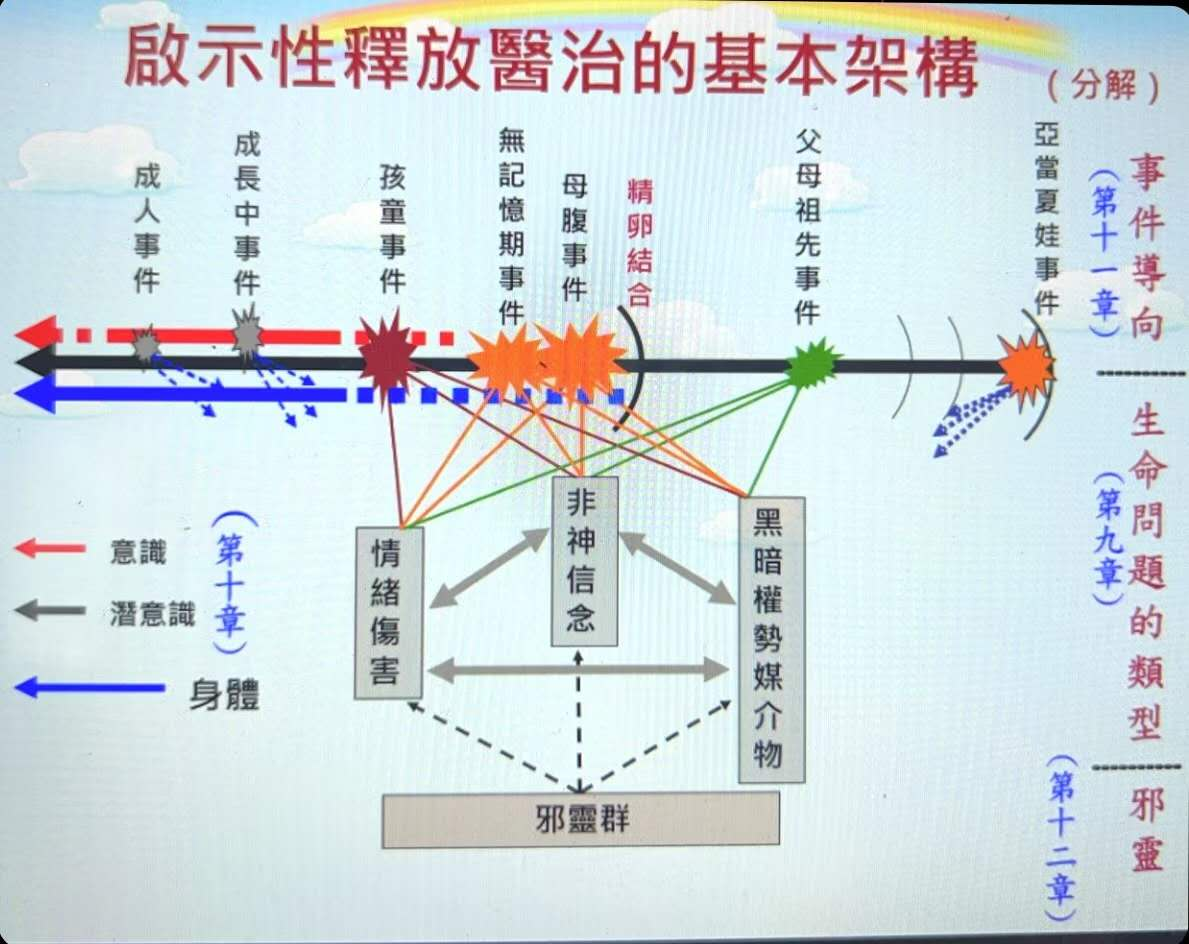 啟示性釋放醫治的基本架構
(分解)
成人事件
成長中事件
孩童事件
無記憶期事件
母腹事件
精卵結合
父母祖先事件
亞當夏娃事件
(第十一章)
事件導向
生命問題的類型
(第九章)
情緒傷害
非神信念
黑暗權勢媒介物
意識
潛意識
身體
(第十章)
邪靈群
邪靈
(第十二章)